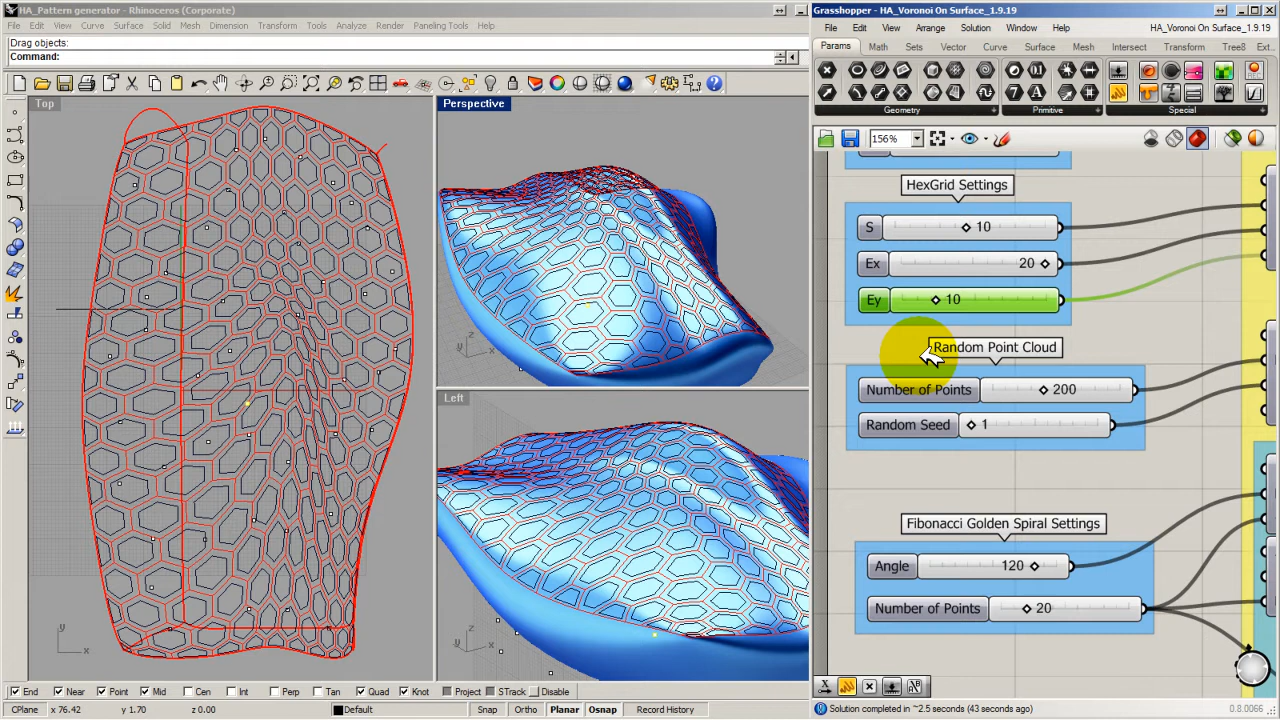 HA_Pattern generator - Rhinoceros (Corporate)
File Edit View Curve Surface Solid Mesh Dimension Transform Tools Analyze Render Paneling Tools Help
Drag objects:
Command:
Top
Perspective
Left
y
x
z
y
x
z
y
x
End Near Point Mid Cen Int Perp Tan Quad Knot Project STrack Disable
CPlane x 76.42 y 1.70 z 0.00 Default Snap Ortho Planar Osnap Record History
Grasshopper - HA_Voronoi On Surface_1.9.19
File Edit View Arrange Solution Windows Help HA_Voronoi On Surface_1.9.19
Params Math Sets Vector Curve Surface Mesh Intersect Transform Tree8 Ext...
Geometry Primitive Special
156%
HexGrid Settings
S 10
Ex 20
Ey 10
Random Point Cloud
Number of Points 200
Random Seed 1
Fibonacci Golden Spiral Settings
Angle 120
Number of Points 20
Solution completed in ~2.5 seconds (43 seconds ago) 0.8.0066